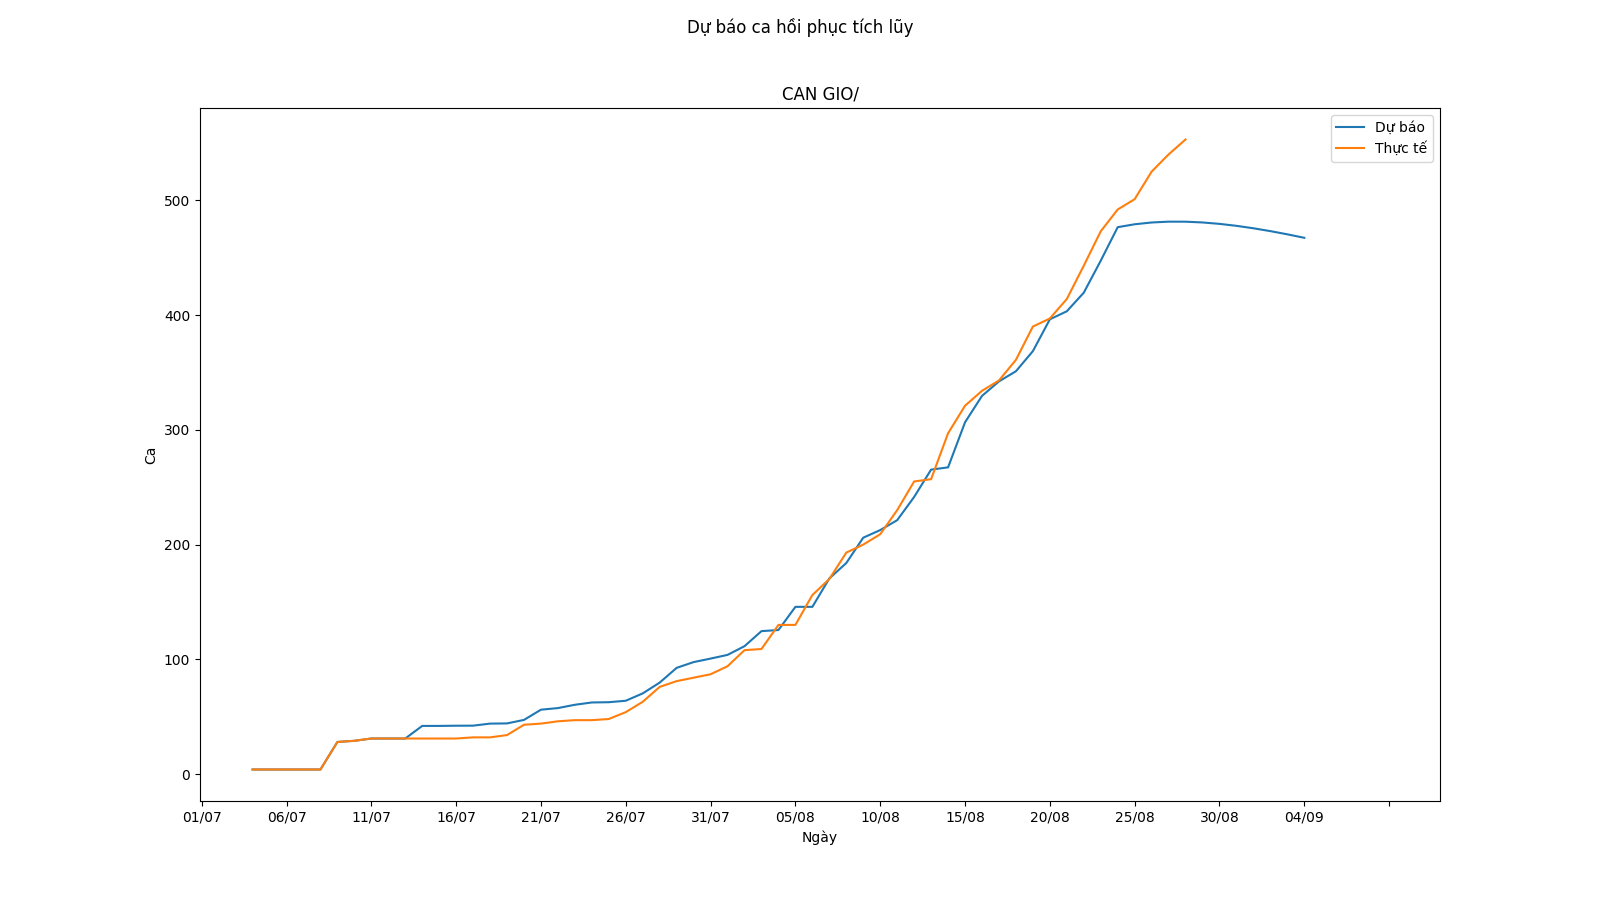 Dự báo ca hồi phục tích lũy
CAN GIO/
Dự báo
Thực tế
500
400
300
200
100
0
Ca
01/07 06/07 11/07 16/07 21/07 26/07 31/07 05/08 10/08 15/08 20/08 25/08 30/08 04/09
Ngày